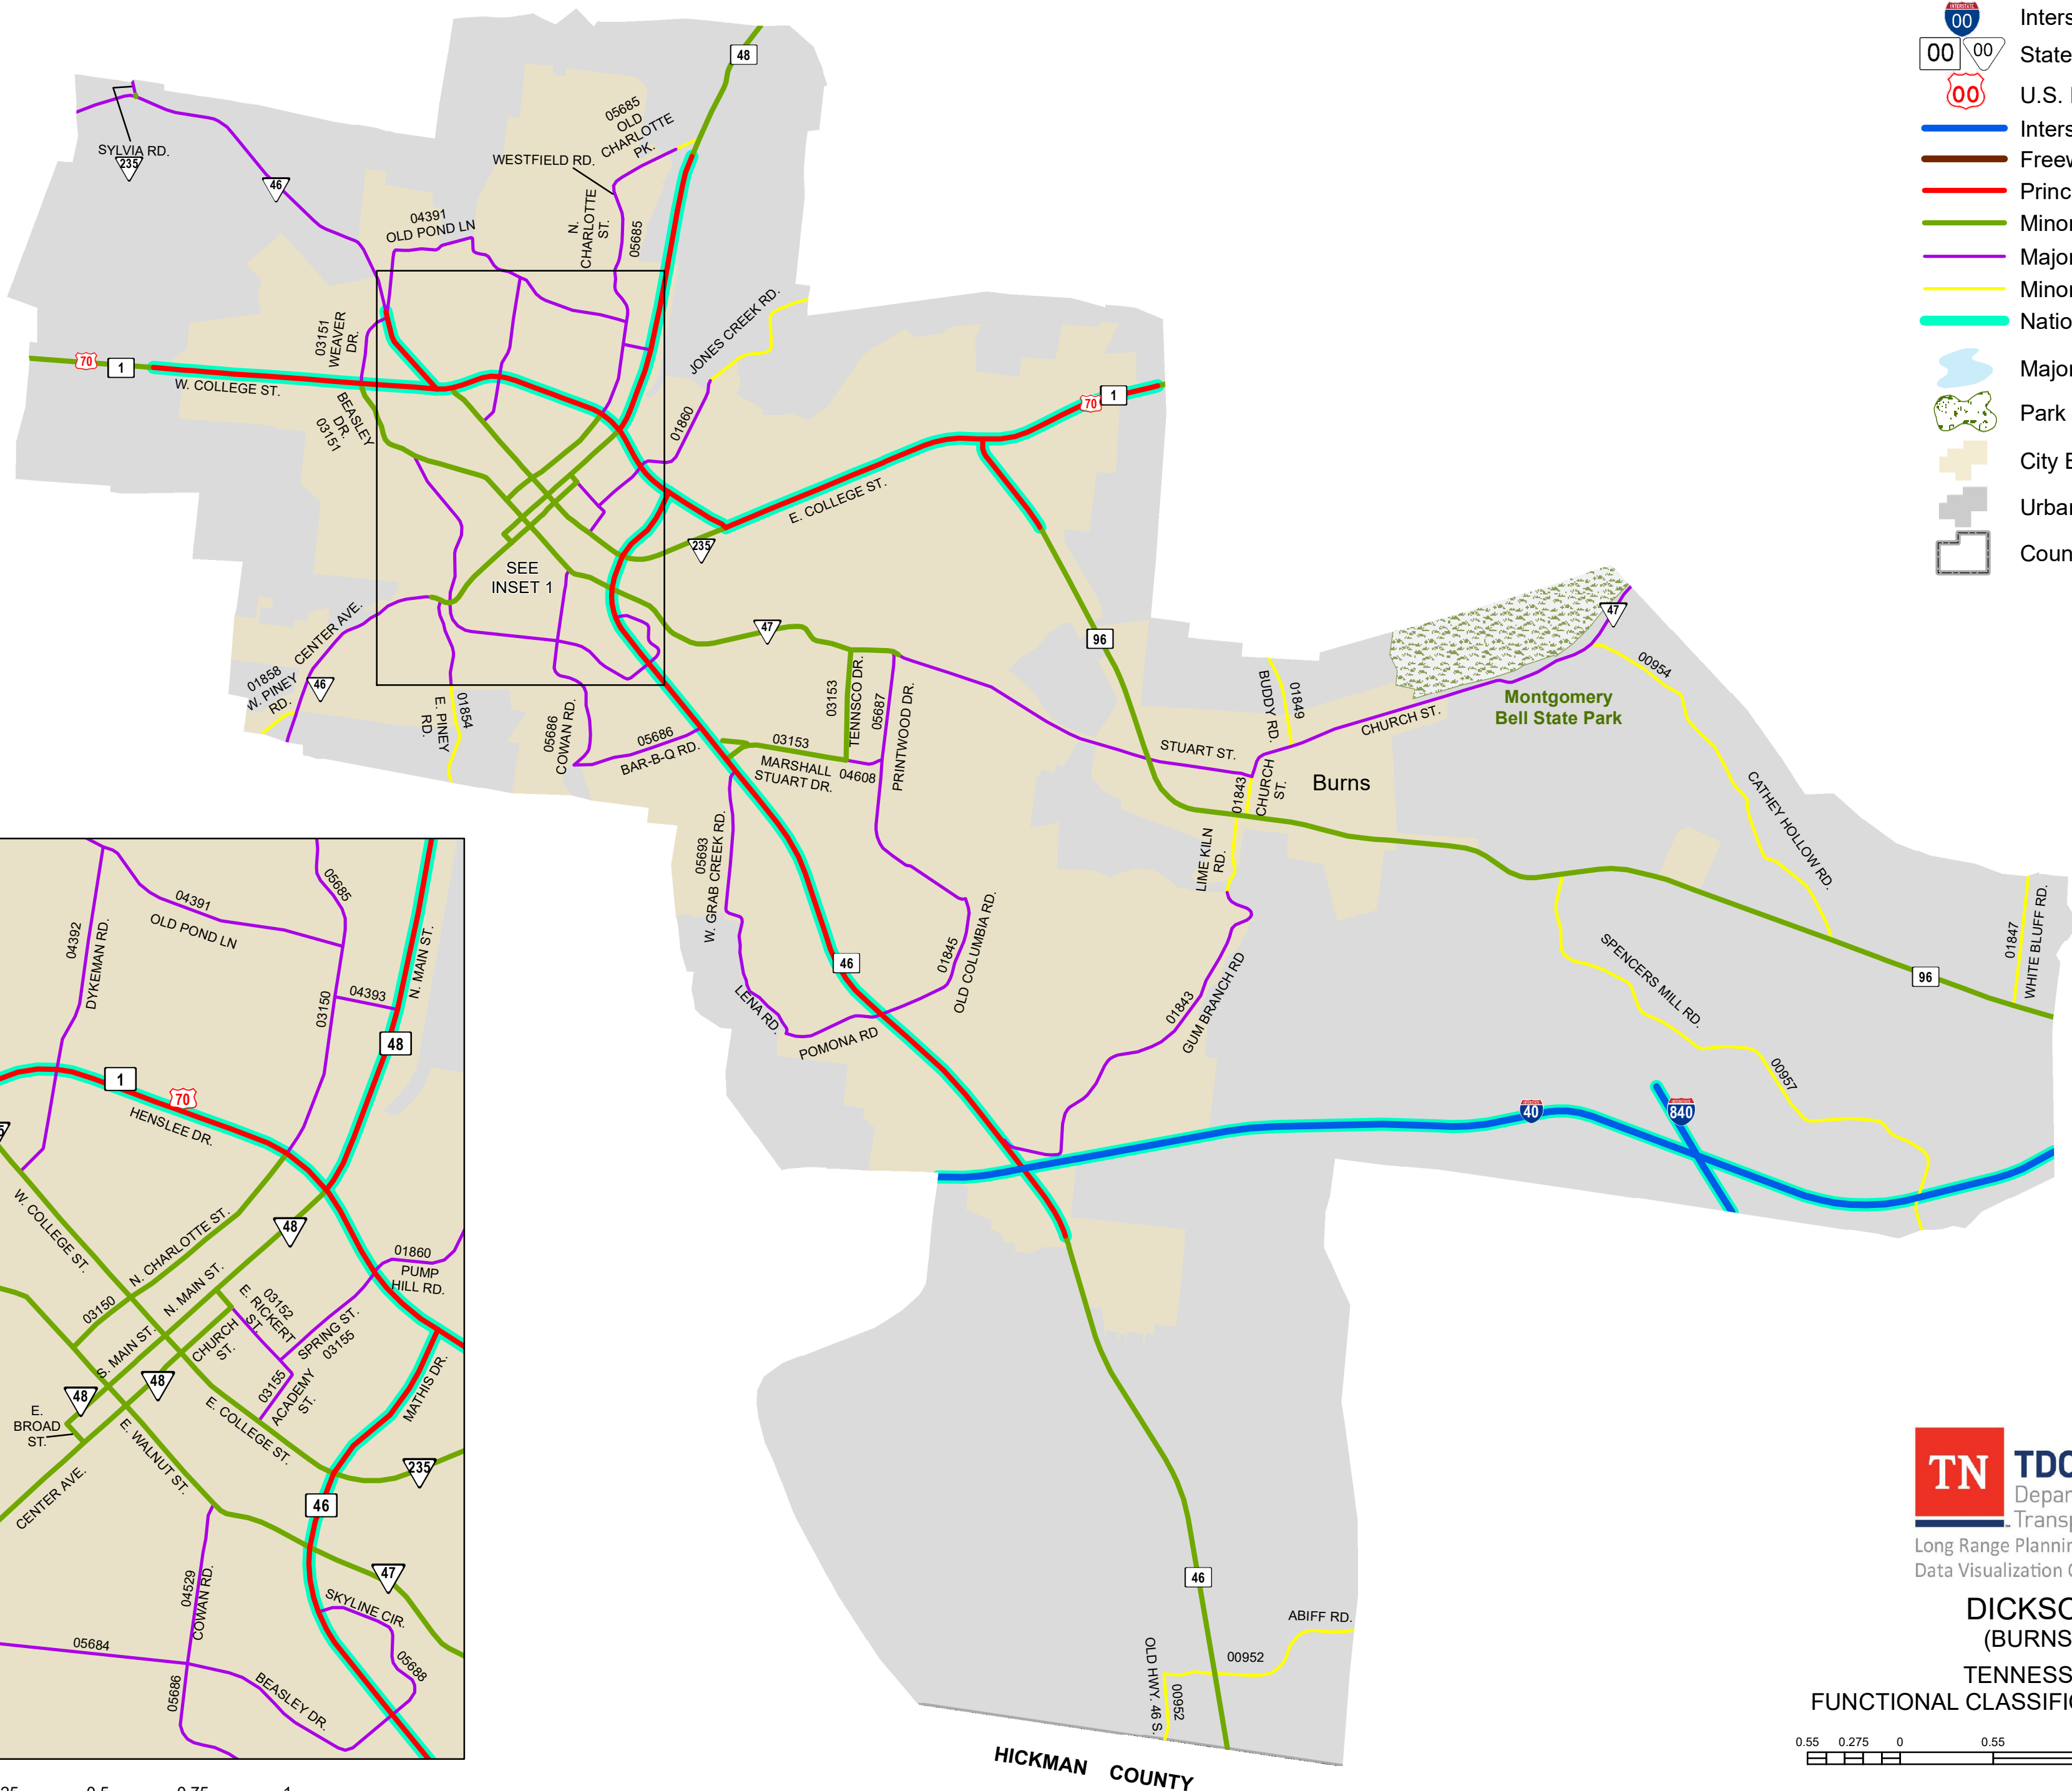 00
Inters
00
00
State
00
U.S.
Inters
Freew
Princ
Minor
Major
Minor
Natio
Major
Park
City
Urban
Coun
48
05685
OLD
CHARLOTTE
PK.
WESTFIELD RD.
SYLVIA RD.
235
46
04391
OLD POND LN
N.
CHARLOTTE
ST.
05685
03151
WEAVER
DR.
JONES CREEK RD.
70
1
W. COLLEGE ST.
BEASLEY
DR.
03151
01860
70
1
E. COLLEGE ST.
235
SEE
INSET 1
CENTER AVE.
01858
W. PINEY
RD.
46
47
96
47
00954
BUDDY RD.
01849
Montgomery
Bell State Park
CHURCH ST.
01854
E. PINEY
RD.
05686
COWAN RD.
05686
BAR-B-Q RD.
03153
TENNSCO DR.
05687
PRINTWOOD DR.
03153
MARSHALL
STUART DR.
04608
STUART ST.
01843
CHURCH
ST.
Burns
CATHEY HOLLOW RD.
05693
W. GRAB CREEK RD.
LIME KILN
RD.
01847
WHITE BLUFF RD.
46
01845
OLD COLUMBIA RD.
SPENCERS MILL RD.
96
LENA RD.
POMONA RD
01843
GUM BRANCH RD
00957
40
840
05685
04391
OLD POND LN
04392
DYKEMAN RD.
N. MAIN ST.
04393
03150
48
1
70
HENSLEE DR.
W. COLLEGE ST.
N. CHARLOTTE ST.
48
01860
PUMP
HILL RD.
03150
N. MAIN ST.
03152
E. RICKERT
ST.
SPRING ST.
03155
S. MAIN ST.
CHURCH
ST.
48
48
03155
ACADEMY
ST.
MATHIS DR.
E.
BROAD
ST.
E. COLLEGE ST.
E. WALNUT ST.
235
CENTER AVE.
46
47
04529
COWAN RD.
SKYLINE CIR.
05684
05688
05686
BEASLEY DR.
46
ABIFF RD.
OLD HWY. 46 S.
00952
00952
HICKMAN COUNTY
TN
TDO
Depar
Transp
Long Range Planni
Data Visualization
DICKSO
(BURNS
TENNESS
FUNCTIONAL CLASSIFIC
0.55 0.275 0 0.55